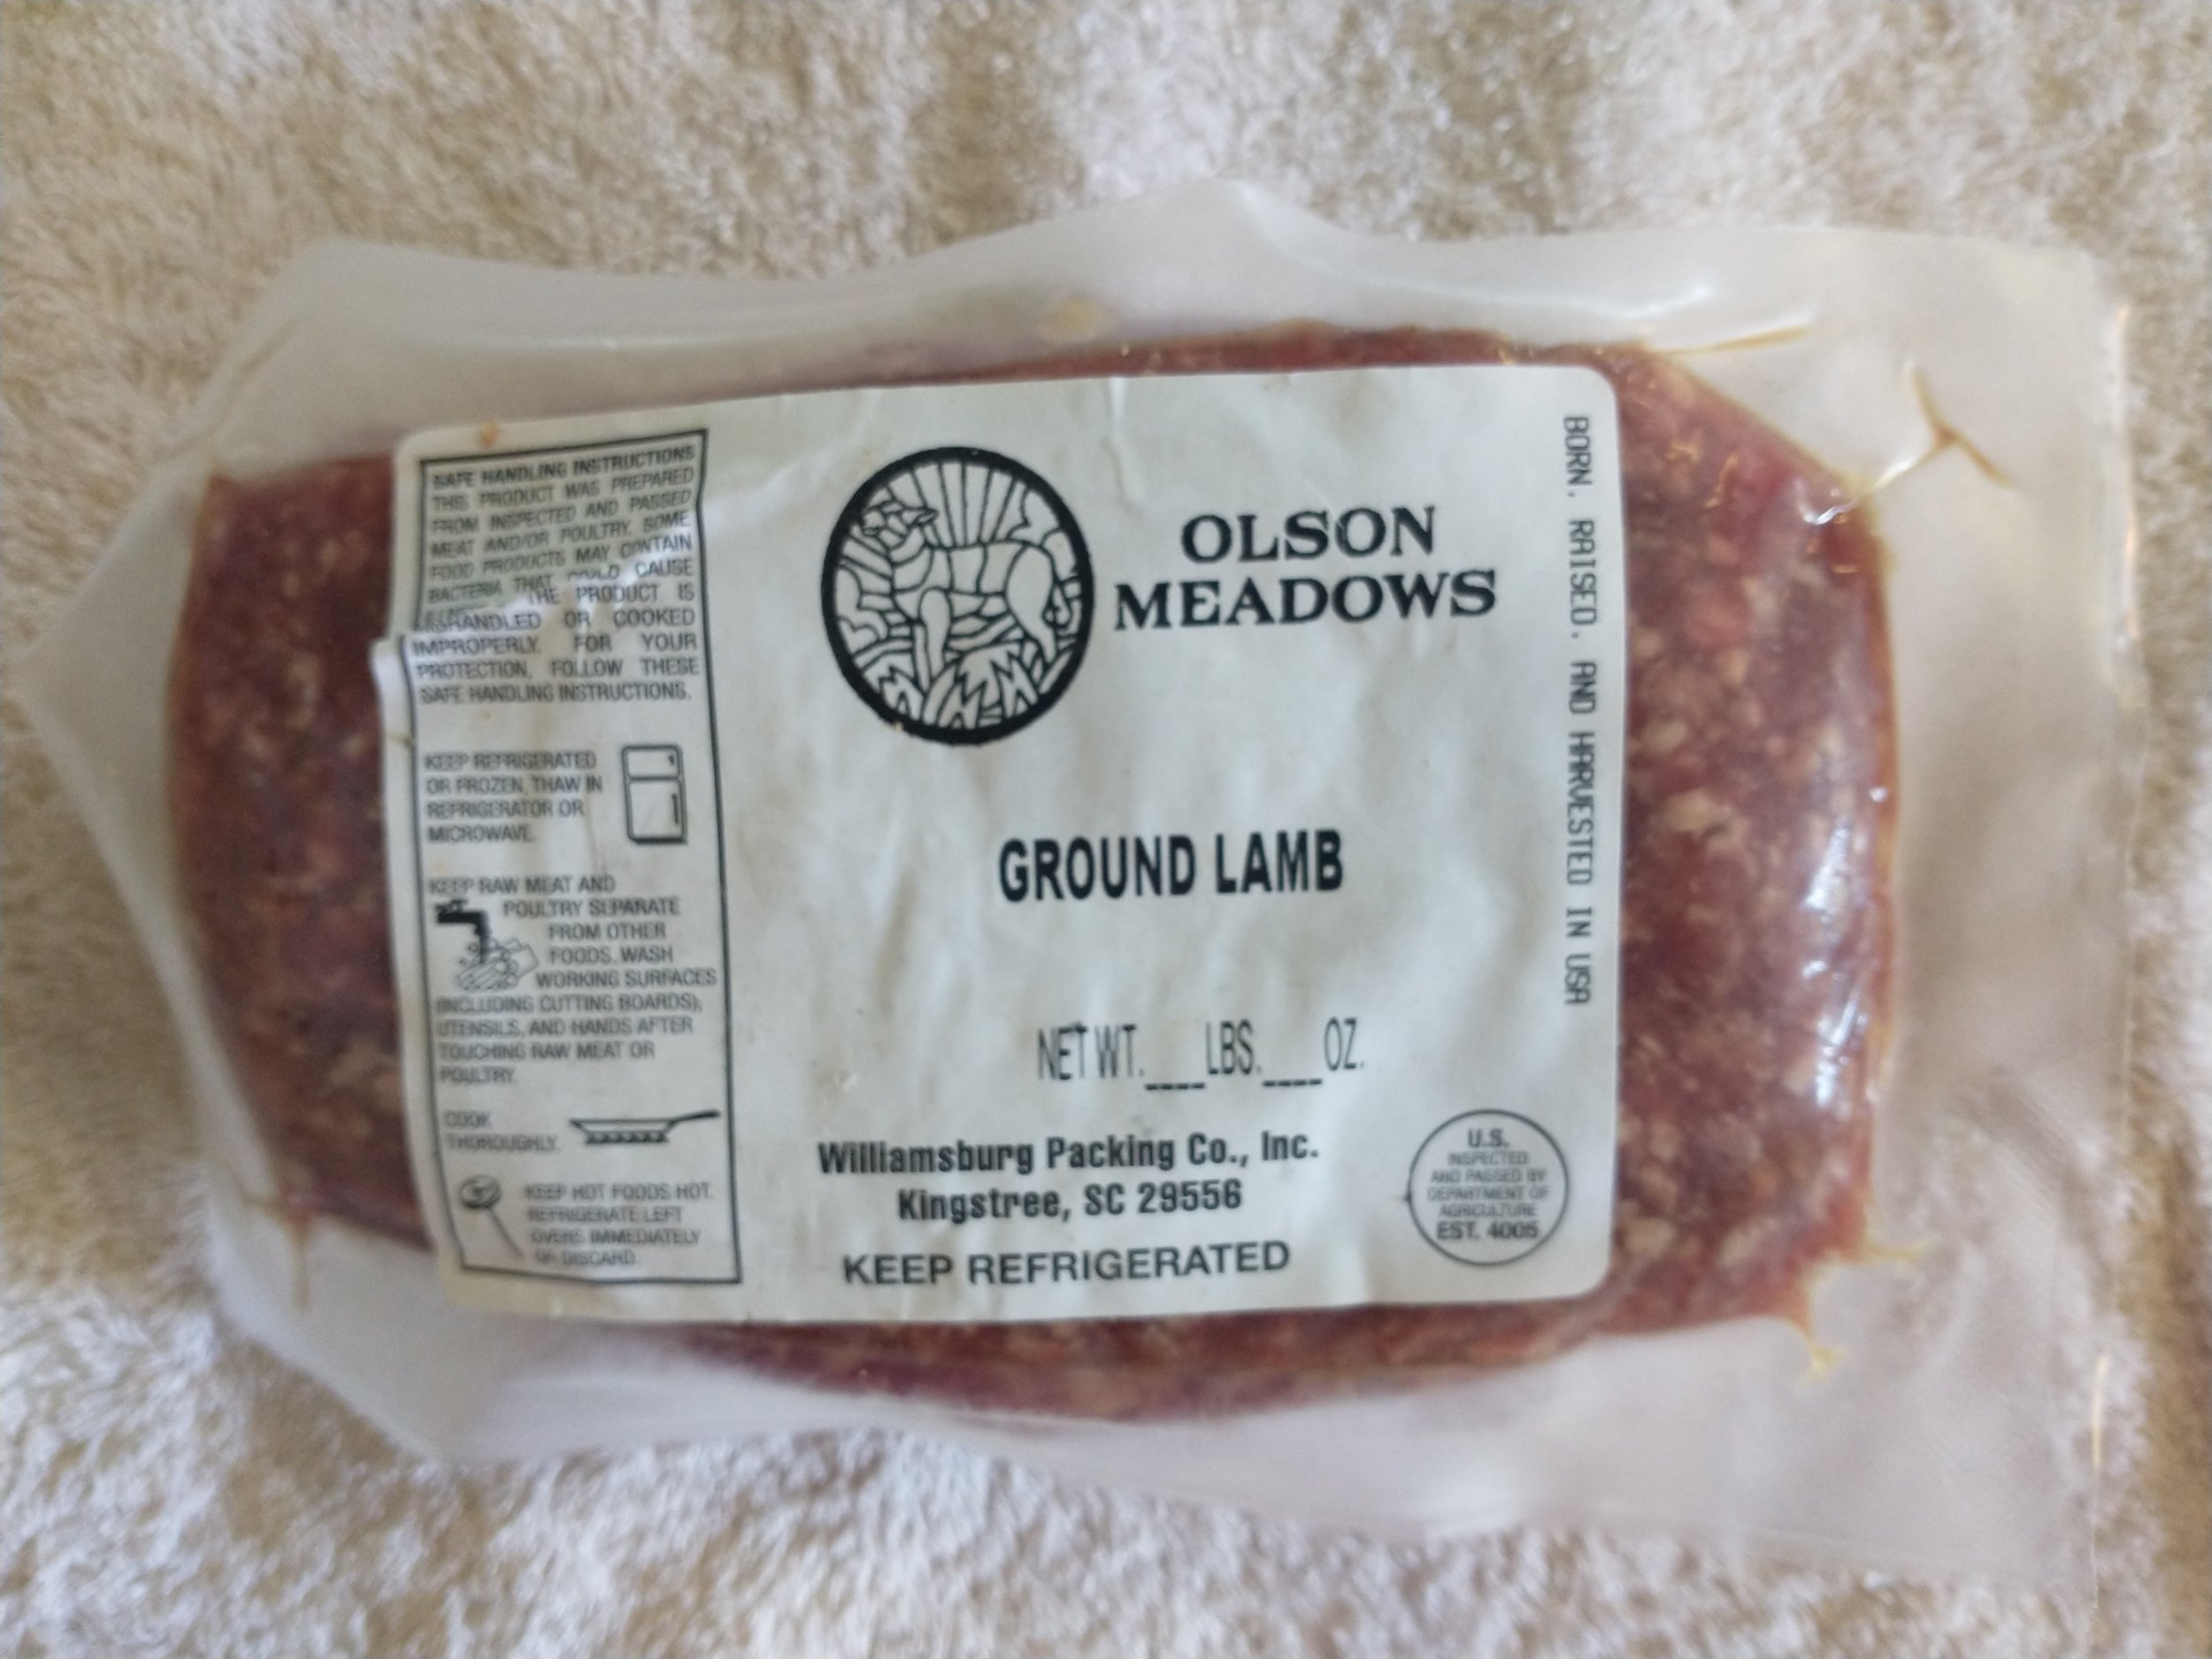 SAFE HANDLING INSTRUCTIONS
THIS PRODUCT WAS PREPARED
FROM INSPECTED AND PASSED
MEAT AND/OR POULTRY. SOME
FOOD PRODUCTS MAY CONTAIN
BACTERIA THAT COULD CAUSE
THE PRODUCT IS
OR COOKED
IMPROPERLY. FOR YOUR
PROTECTION, FOLLOW THESE
SAFE HANDLING INSTRUCTIONS.
KEEP REFRIGERATED
OR FROZEN, THAW IN
REFRIGERATOR OR
MICROWAVE.
KEEP RAW MEAT AND
POULTRY SEPARATE
FROM OTHER
FOODS. WASH
WORKING SURFACES
(INCLUDING CUTTING BOARDS),
UTENSILS, AND HANDS AFTER
TOUCHING RAW MEAT OR
POULTRY.
COOK
THOROUGHLY.
KEEP HOT FOODS HOT.
REFRIGERATE LEFT
OVERS IMMEDIATELY
OR DISCARD.
OLSON
MEADOWS
GROUND LAMB
NET WT.____LBS.____OZ.
Williamsburg Packing Co., Inc.
Kingstree, SC 29556
KEEP REFRIGERATED
U.S.
INSPECTED
AND PASSED BY
DEPARTMENT OF
AGRICULTURE
EST. 4005
BORN. RAISED. AND HARVESTED IN USA